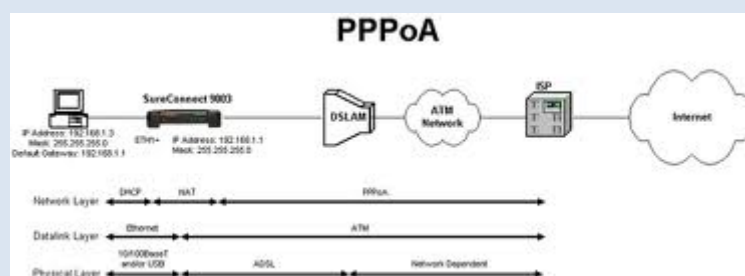 PPPoA
SureConnect 9003
ISP
DSLAM
ATM
Network
Internet
IP Address: 192.168.1.3
Mask: 255.255.255.0
Default Gateway: 192.168.1.1
IP Address: 192.168.1.1
Mask: 255.255.255.0
Network Layer
DHCP
NAT
PPPoA
Datalink Layer
Ethernet
ATM
Physical Layer
10/100BaseT
and/or USB
ADSL
Network Dependent